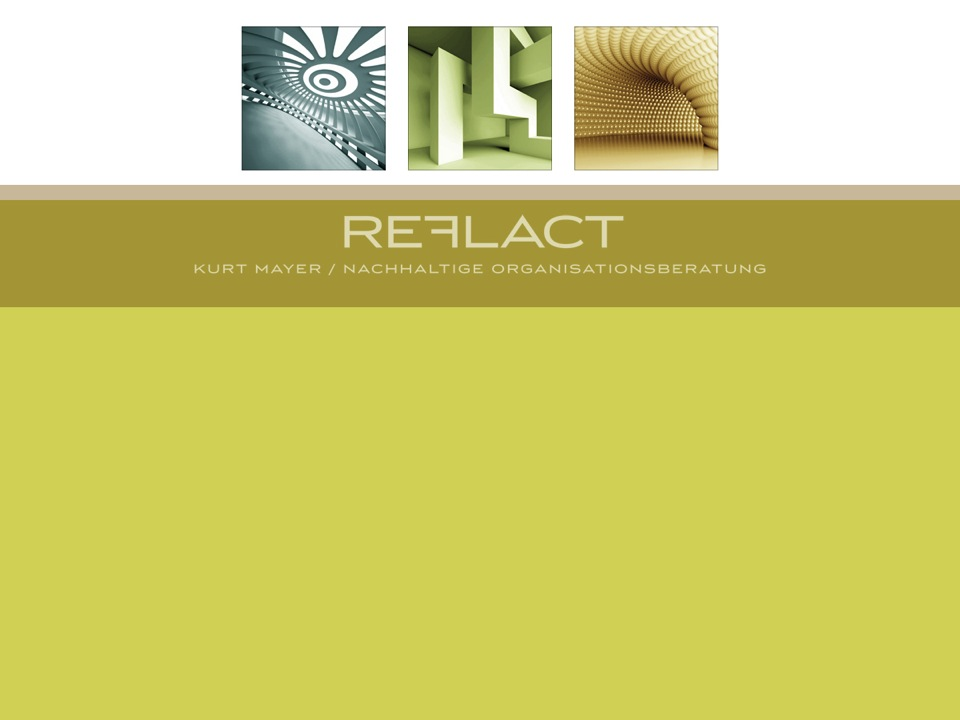 REFLACT
KURT MAYER / NACHHALTIGE ORGANISATIONSBERATUNG